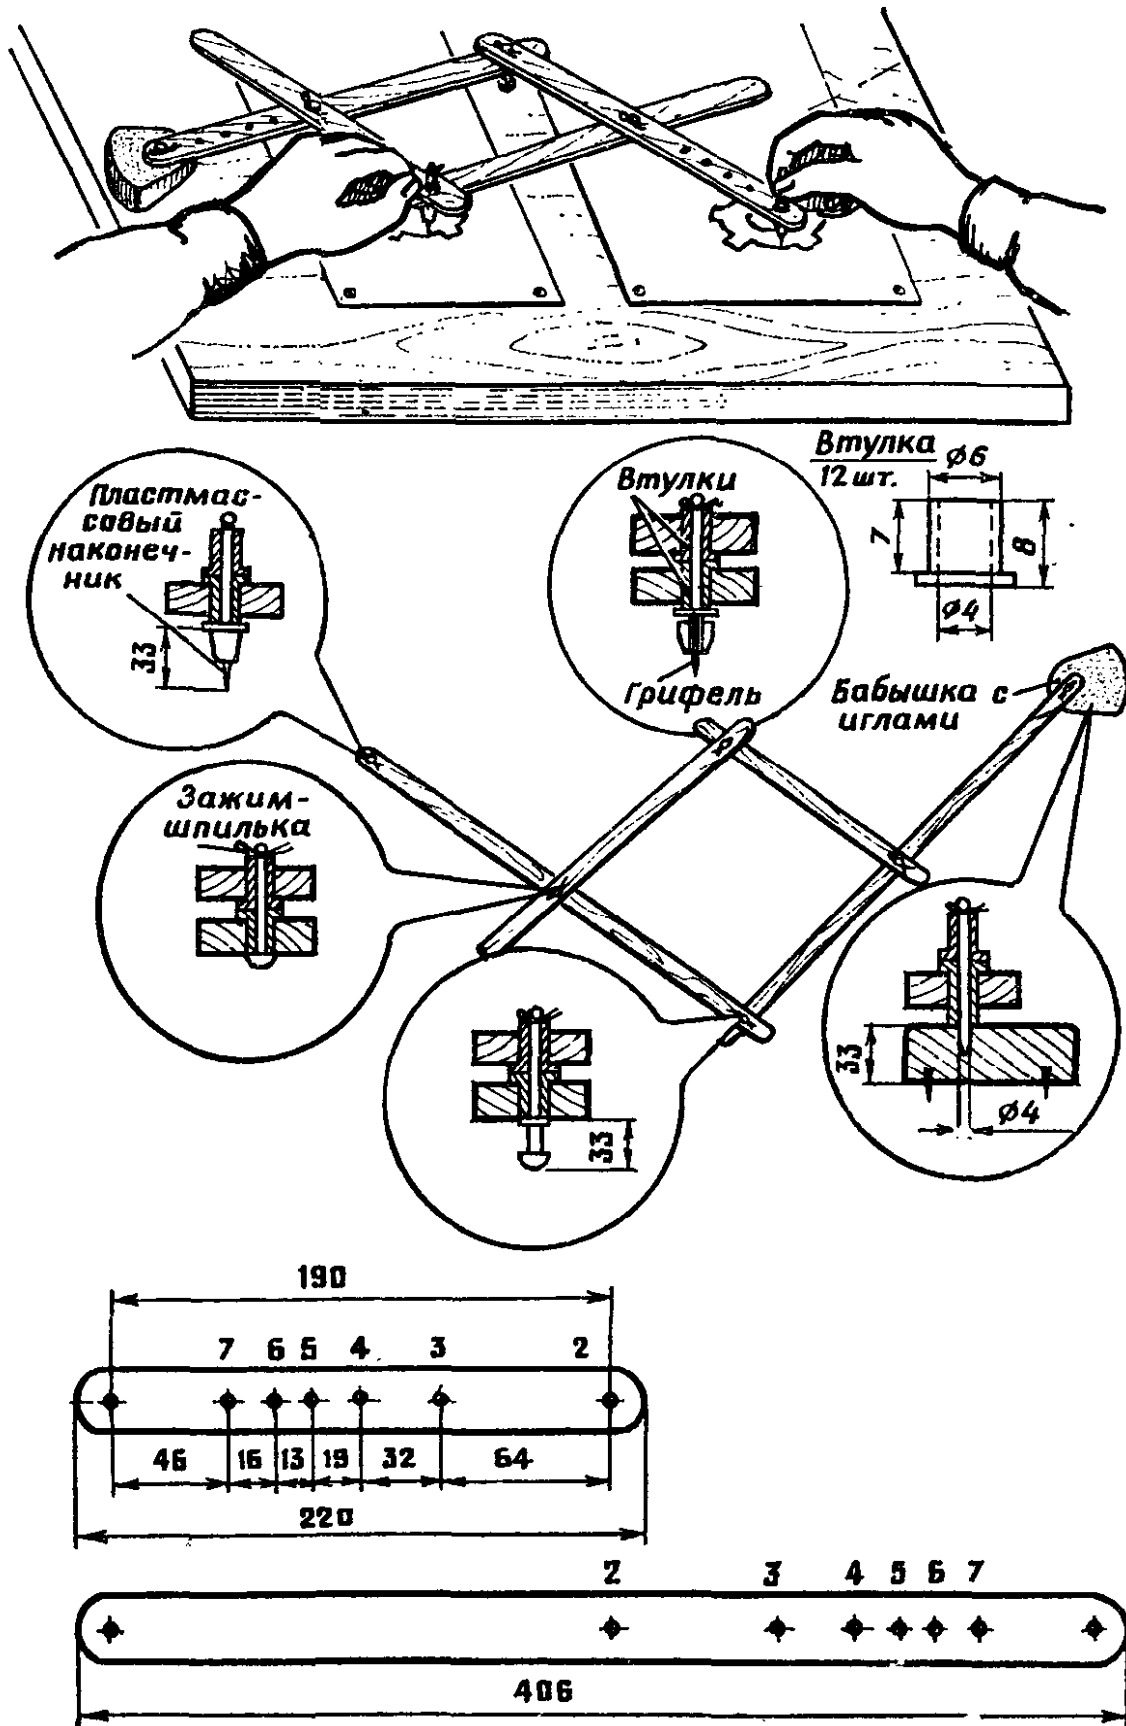 Пластмас-
совый
наконеч-
ник
33
Втулки
Грифель
Втулка
12 шт.
ø6
7
8
ø4
Бабышка с
иглами
Зажим-
шпилька
33
33
ø4
190
7 6 5 4 3 2
46 16 13 19 32 64
220
2 3 4 5 6 7
406